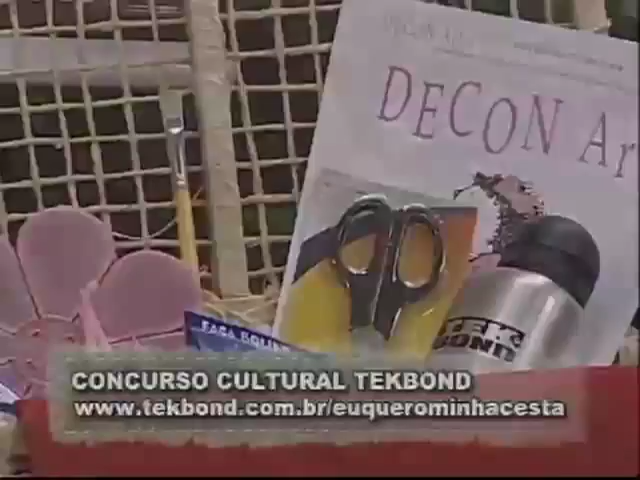 DECON Ar
TEK
BOND
CONCURSO CULTURAL TEKBOND
www.tekbond.com.br/euquerominhacesta